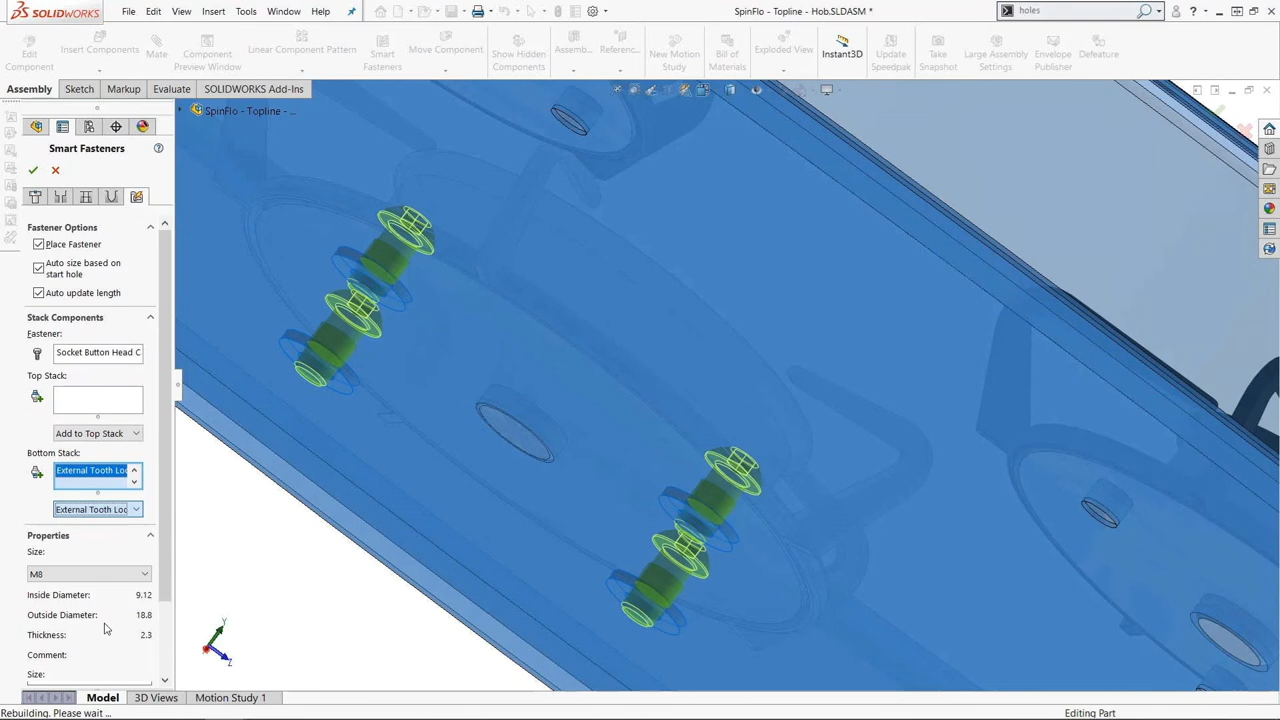 SOLIDWORKS
File
Edit
View
Insert
Tools
Window
Help
SpinFlo - Topline - Hob.SLDASM *
holes
Edit
Component
Insert Components
Mate
Component
Preview Window
Linear Component Pattern
Smart
Fasteners
Move Component
Show Hidden
Components
Assemb...
Referenc...
New Motion
Study
Bill of
Materials
Exploded View
Instant3D
Update
Speedpak
Take
Snapshot
Large Assembly
Settings
Envelope
Publisher
Defeature
Assembly
Sketch
Markup
Evaluate
SOLIDWORKS Add-Ins
SpinFlo - Topline - ...
Smart Fasteners
Fastener Options
Place Fastener
Auto size based on
start hole
Auto update length
Stack Components
Fastener:
Socket Button Head C
Top Stack:
Add to Top Stack
Bottom Stack:
External Tooth Loc
External Tooth Loc
Properties
Size:
M8
Inside Diameter: 9.12
Outside Diameter: 18.8
Thickness: 2.3
Comment:
Size:
Y
Z
Model
3D Views
Motion Study 1
Rebuilding. Please wait ...
Editing Part